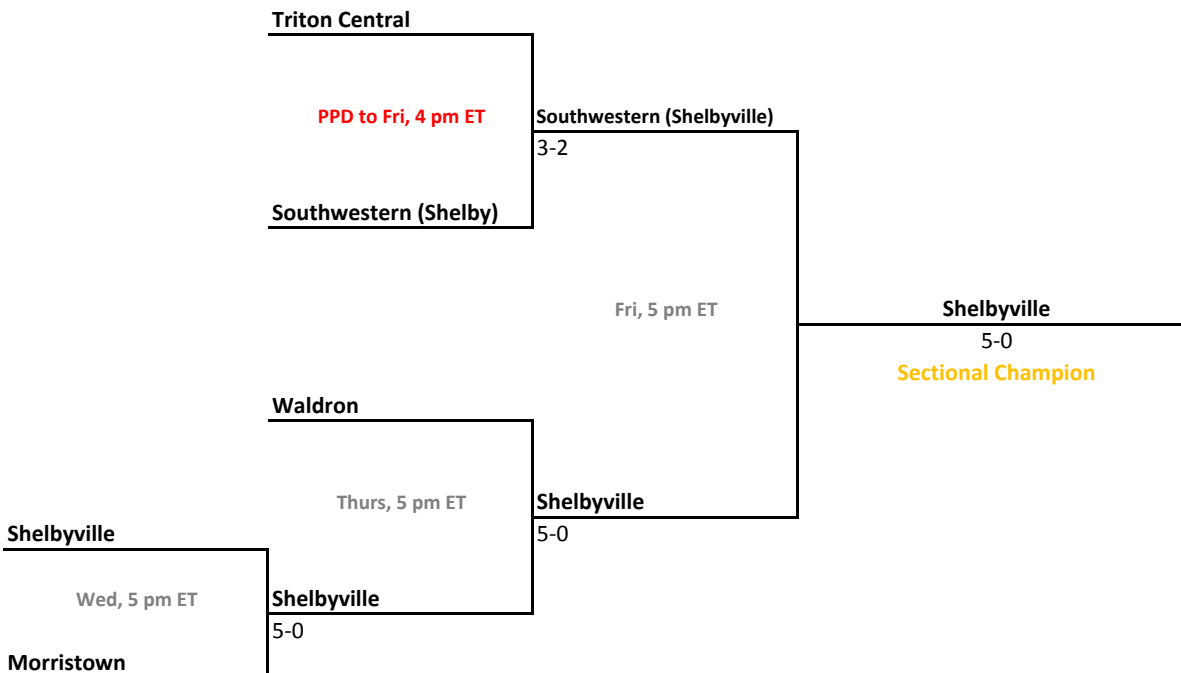 Triton Central
PPD to Fri, 4 pm ET
Southwestern (Shelbyville)
3-2
Southwestern (Shelby)
Fri, 5 pm ET
Shelbyville
5-0
Sectional Champion
Waldron
Thurs, 5 pm ET
Shelbyville
5-0
Shelbyville
Wed, 5 pm ET
Shelbyville
5-0
Morristown